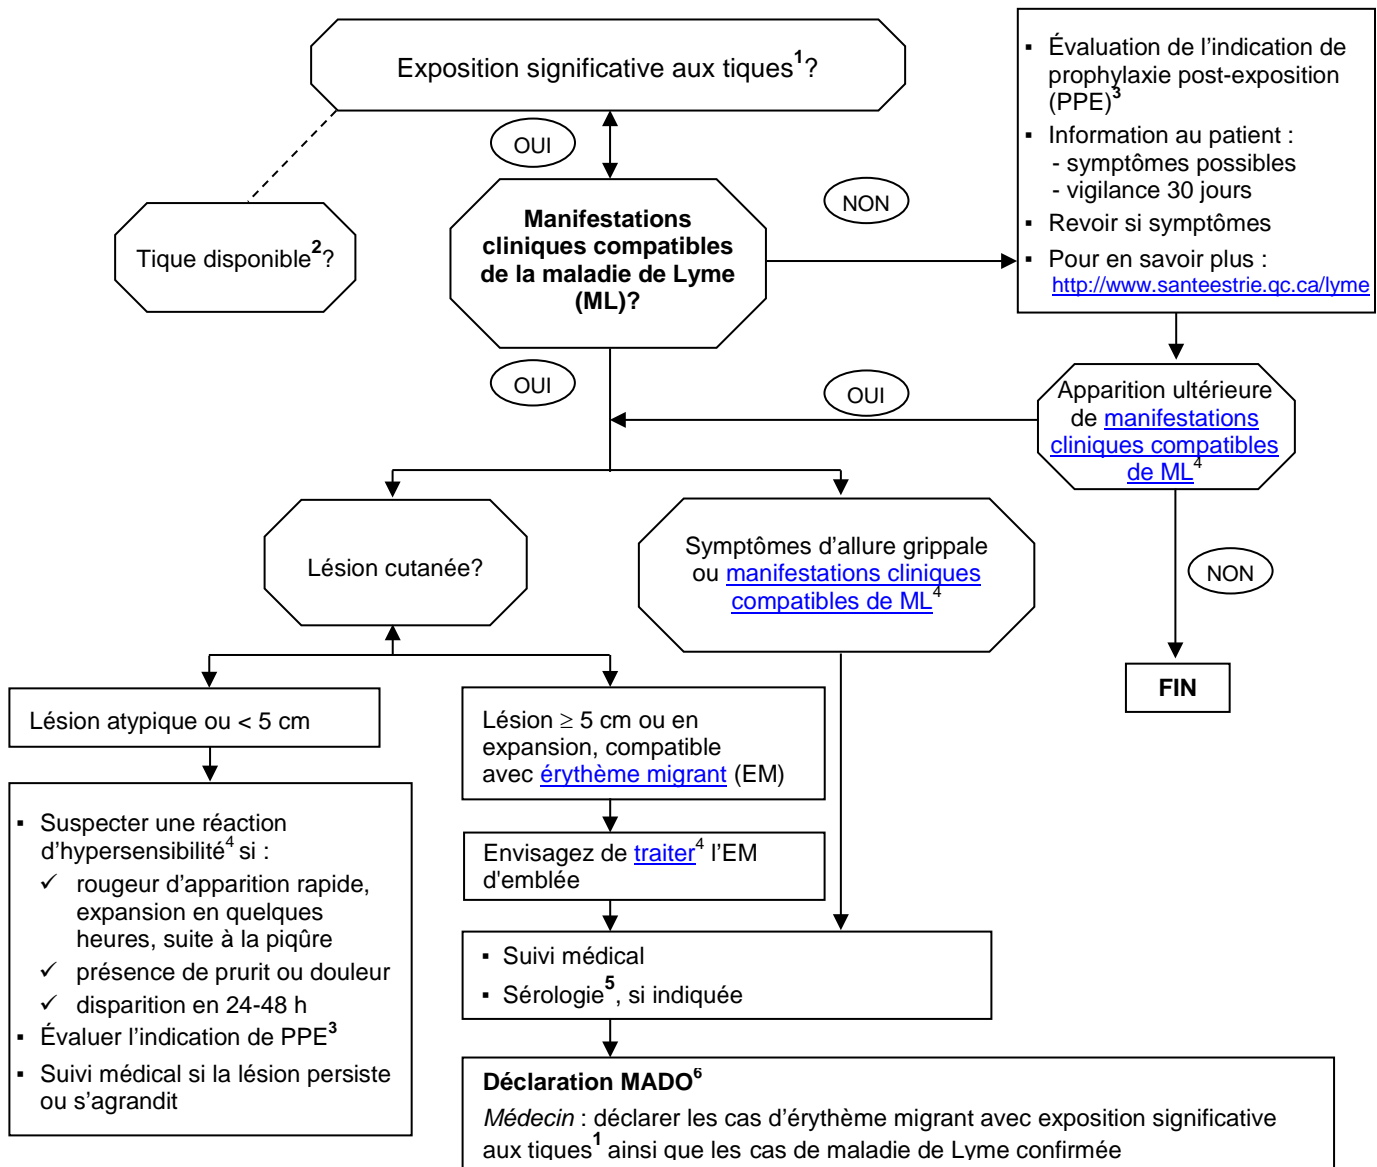 Exposition significative aux tiques¹?
OUI
Tique disponible²?
Manifestations
cliniques compatibles
de la maladie de Lyme
(ML)?
NON
▪ Évaluation de l'indication de
prophylaxie post-exposition
(PPE)³
▪ Information au patient :
- symptômes possibles
- vigilance 30 jours
▪ Revoir si symptômes
▪ Pour en savoir plus :
http://www.santeestrie.qc.ca/lyme
OUI
OUI
Apparition ultérieure
de manifestations
cliniques compatibles
de ML⁴
NON
FIN
Lésion cutanée?
Symptômes d'allure grippale
ou manifestations cliniques
compatibles de ML⁴
Lésion atypique ou < 5 cm
▪ Suspecter une réaction
d'hypersensibilité⁴ si :
✓ rougeur d'apparition rapide,
expansion en quelques
heures, suite à la piqûre
✓ présence de prurit ou douleur
✓ disparition en 24-48 h
▪ Évaluer l'indication de PPE³
▪ Suivi médical si la lésion persiste
ou s'agrandit
Lésion ≥ 5 cm ou en
expansion, compatible
avec érythème migrant (EM)
Envisagez de traiter⁴ l'EM
d'emblée
▪ Suivi médical
▪ Sérologie⁵, si indiquée
Déclaration MADO⁶
Médecin : déclarer les cas d'érythème migrant avec exposition significative
aux tiques¹ ainsi que les cas de maladie de Lyme confirmée